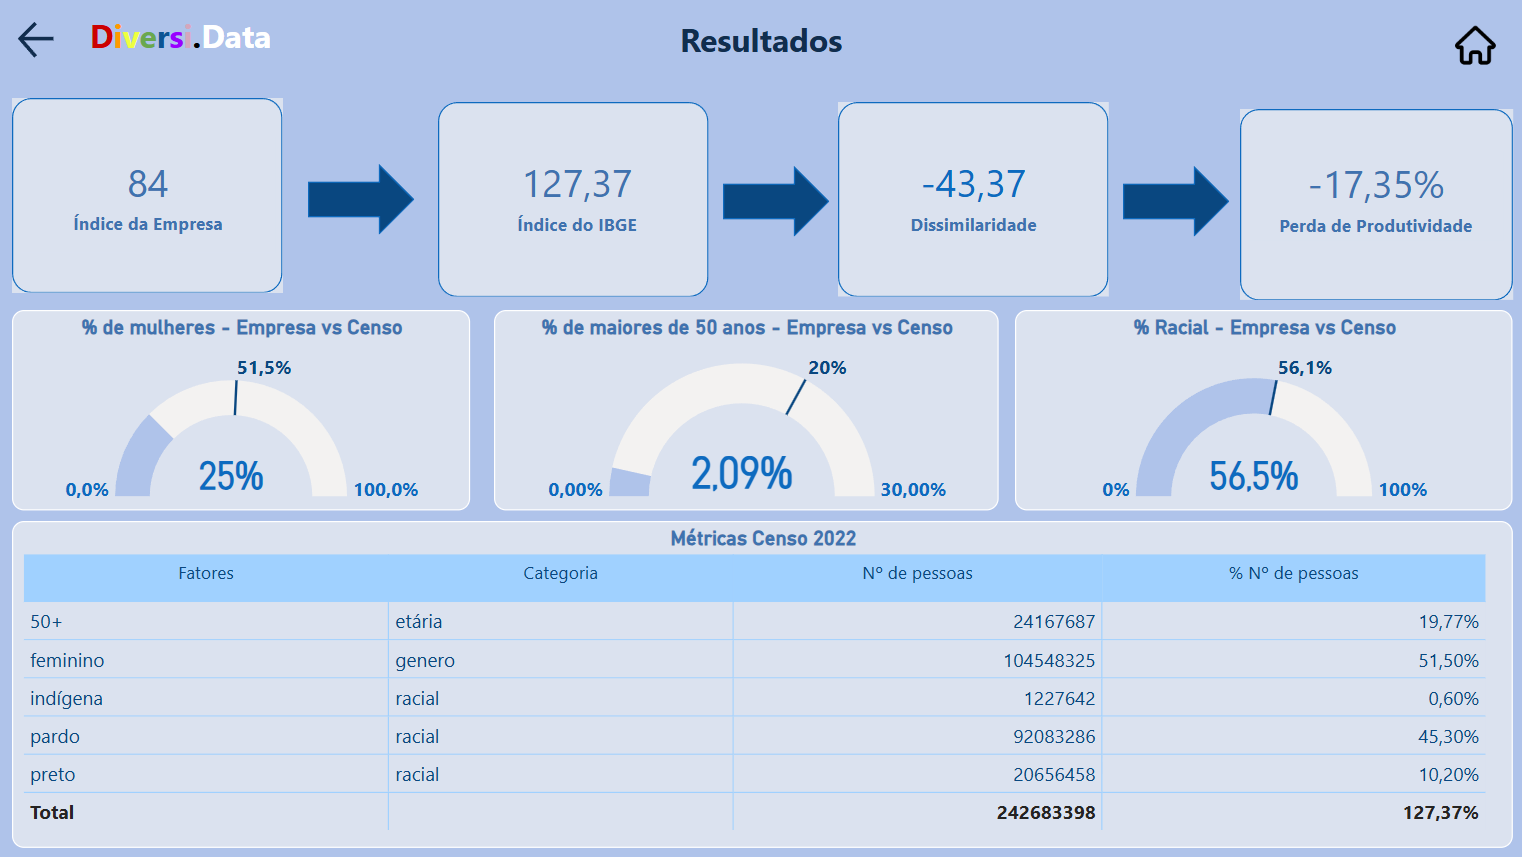 Diversi.Data
Resultados
84
Índice da Empresa
127,37
Índice do IBGE
-43,37
Dissimilaridade
-17,35%
Perda de Produtividade
% de mulheres - Empresa vs Censo
51,5%
25%
0,0%
100,0%
% de maiores de 50 anos - Empresa vs Censo
20%
2,09%
0,00%
30,00%
% Racial - Empresa vs Censo
56,1%
56,5%
0%
100%
Métricas Censo 2022
Fatores Categoria Nº de pessoas % Nº de pessoas
50+ etária 24167687 19,77%
feminino genero 104548325 51,50%
indígena racial 1227642 0,60%
pardo racial 92083286 45,30%
preto racial 20656458 10,20%
Total 242683398 127,37%